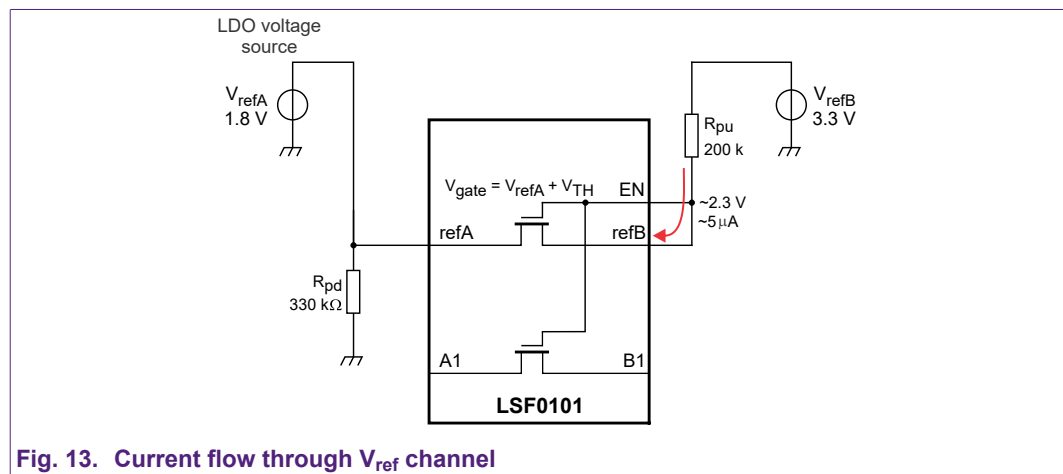 LDO voltage
source
VrefA
1.8 V
VrefB
3.3 V
Rpu
200 k
Vgate = VrefA + VTH
EN
~2.3 V
~5 μA
refA
refB
Rpd
330 kΩ
A1
B1
LSF0101
Fig. 13. Current flow through Vref channel